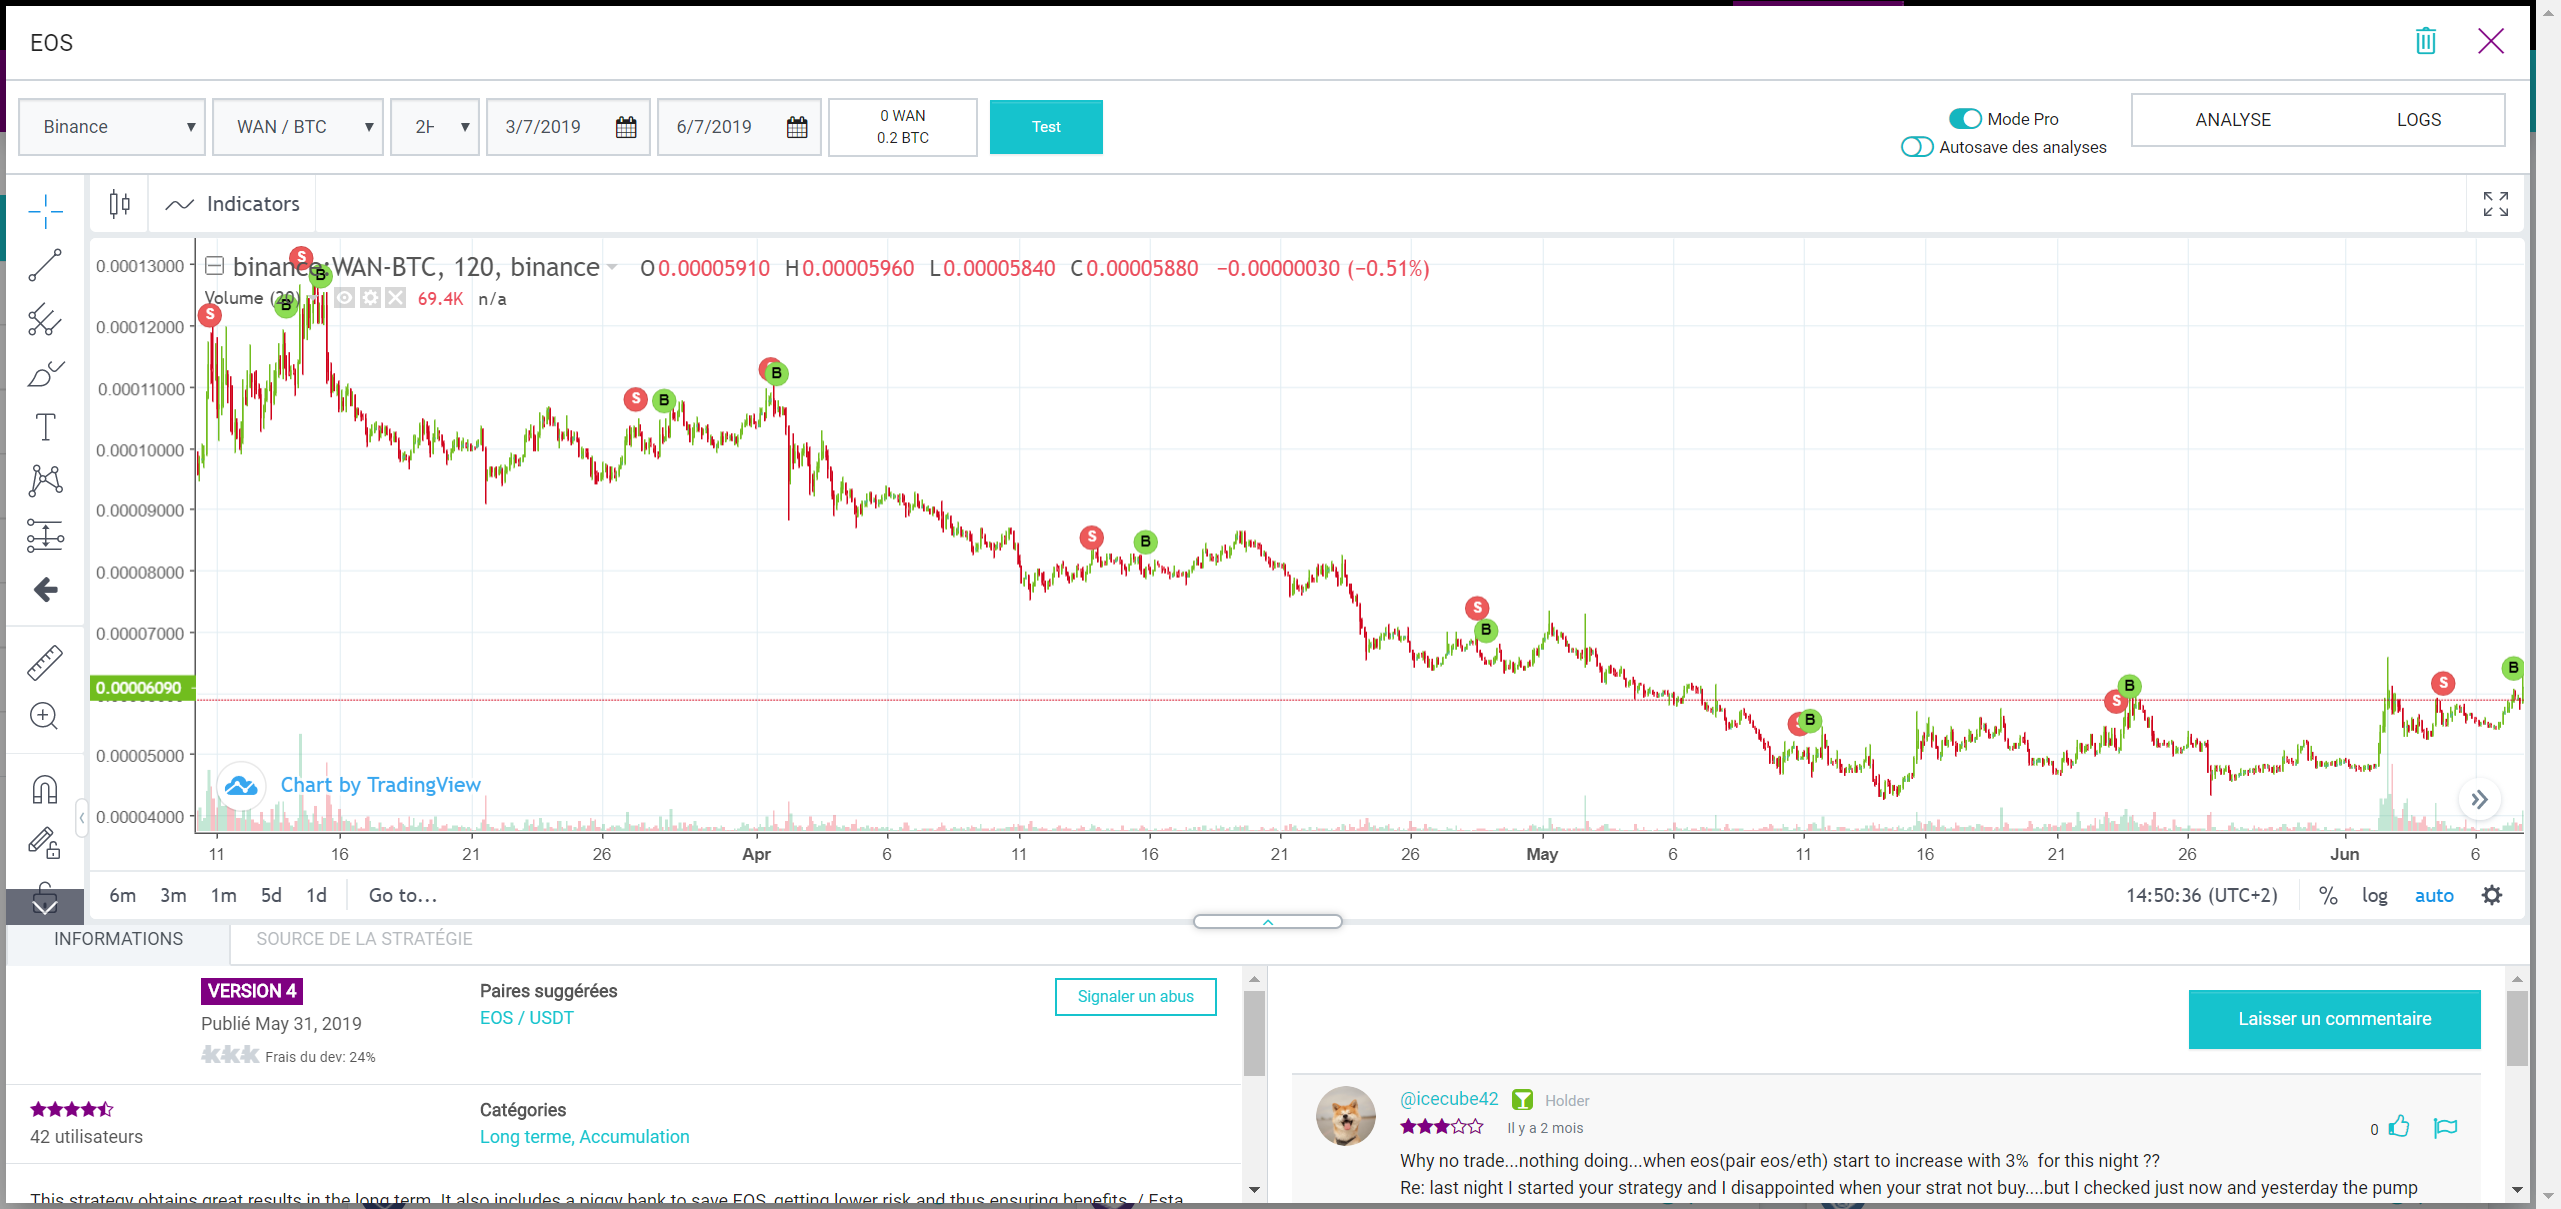 EOS
Binance
WAN / BTC
2H
3/7/2019
6/7/2019
0 WAN
0.2 BTC
Test
Mode Pro
Autosave des analyses
ANALYSE
LOGS
Indicators
binance:WAN-BTC, 120, binance
O0.00005910 H0.00005960 L0.00005840 C0.00005880 −0.00000030 (−0.51%)
Volume (20)
69.4K n/a
S
B
B
S
S
B
B
S
B
S
B
B
B
S
B
S
B
0.00013000
0.00012000
0.00011000
0.00010000
0.00009000
0.00008000
0.00007000
0.00006090
0.00005000
0.00004000
Chart by TradingView
11 16 21 26 Apr 6 11 16 21 26 May 6 11 16 21 26 Jun 6
6m 3m 1m 5d 1d Go to...
14:50:36 (UTC+2) % log auto
INFORMATIONS
SOURCE DE LA STRATÉGIE
VERSION 4
Publié May 31, 2019
Frais du dev: 24%
Paires suggérées
EOS / USDT
Signaler un abus
42 utilisateurs
Catégories
Long terme, Accumulation
This strategy obtains great results in the long term. It also includes a piggy bank to save EOS, getting lower risk and thus ensuring benefits. / Esta
Laisser un commentaire
@icecube42
Holder
Il y a 2 mois
0
Why no trade...nothing doing...when eos(pair eos/eth) start to increase with 3% for this night ??
Re: last night I started your strategy and I disappointed when your strat not buy....but I checked just now and yesterday the pump